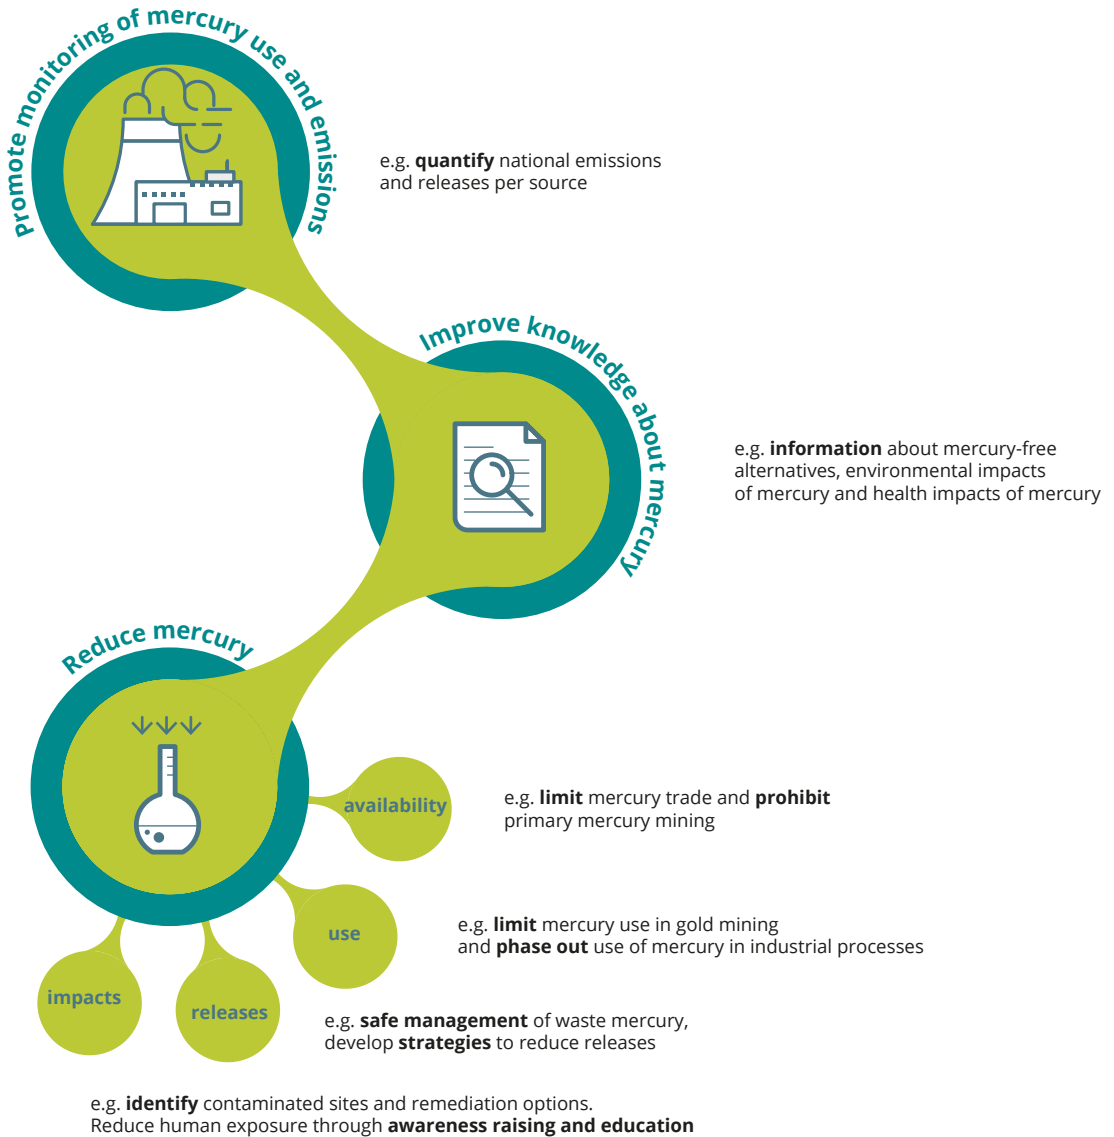 Promote monitoring of mercury use and emissions
e.g. quantify national emissions
and releases per source
Improve knowledge about mercury
e.g. information about mercury-free
alternatives, environmental impacts
of mercury and health impacts of mercury
Reduce mercury
availability
e.g. limit mercury trade and prohibit
primary mercury mining
use
e.g. limit mercury use in gold mining
and phase out use of mercury in industrial processes
releases
e.g. safe management of waste mercury,
develop strategies to reduce releases
impacts
e.g. identify contaminated sites and remediation options.
Reduce human exposure through awareness raising and education